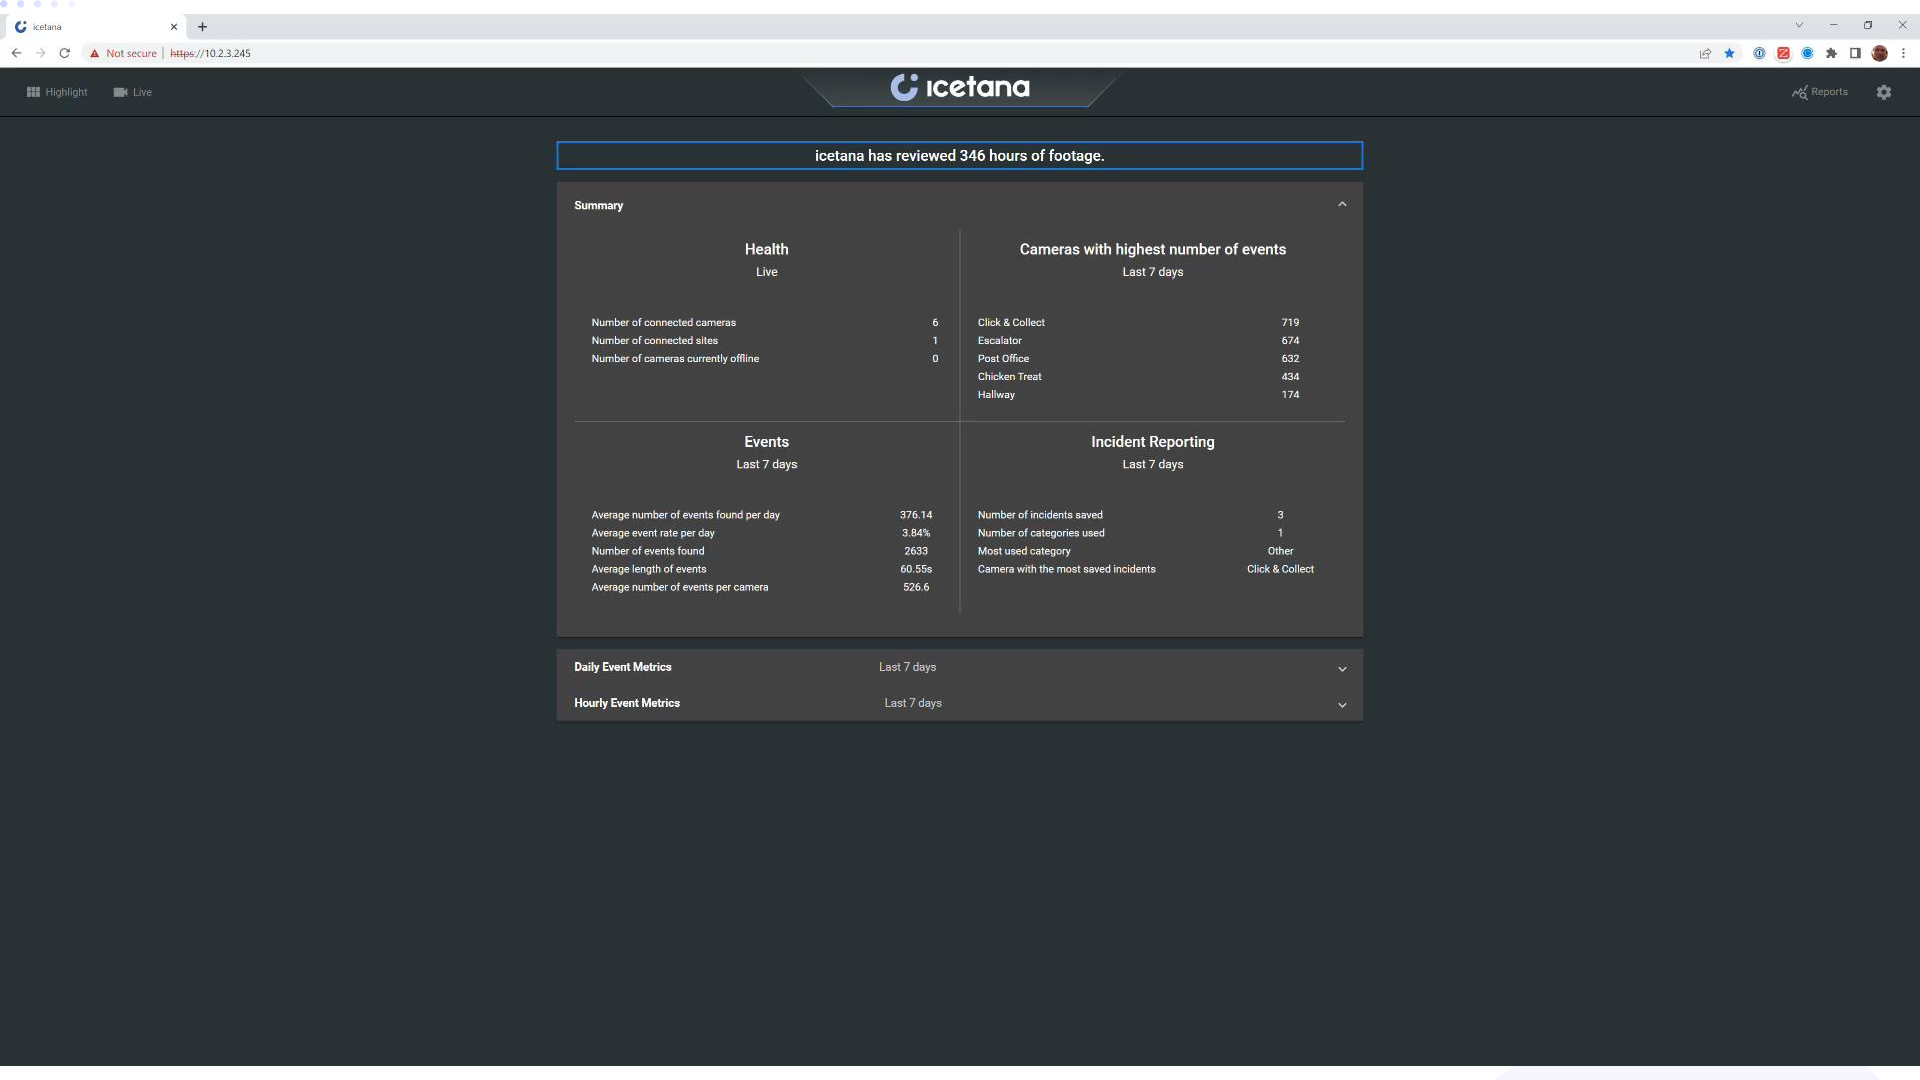 icetana
Not secure https://10.2.3.245
Highlight Live icetana Reports
icetana has reviewed 346 hours of footage.
Summary
Health
Live
Number of connected cameras 6
Number of connected sites 1
Number of cameras currently offline 0
Cameras with highest number of events
Last 7 days
Click & Collect 719
Escalator 674
Post Office 632
Chicken Treat 434
Hallway 174
Events
Last 7 days
Average number of events found per day 376.14
Average event rate per day 3.84%
Number of events found 2633
Average length of events 60.55s
Average number of events per camera 526.6
Incident Reporting
Last 7 days
Number of incidents saved 3
Number of categories used 1
Most used category Other
Camera with the most saved incidents Click & Collect
Daily Event Metrics Last 7 days
Hourly Event Metrics Last 7 days